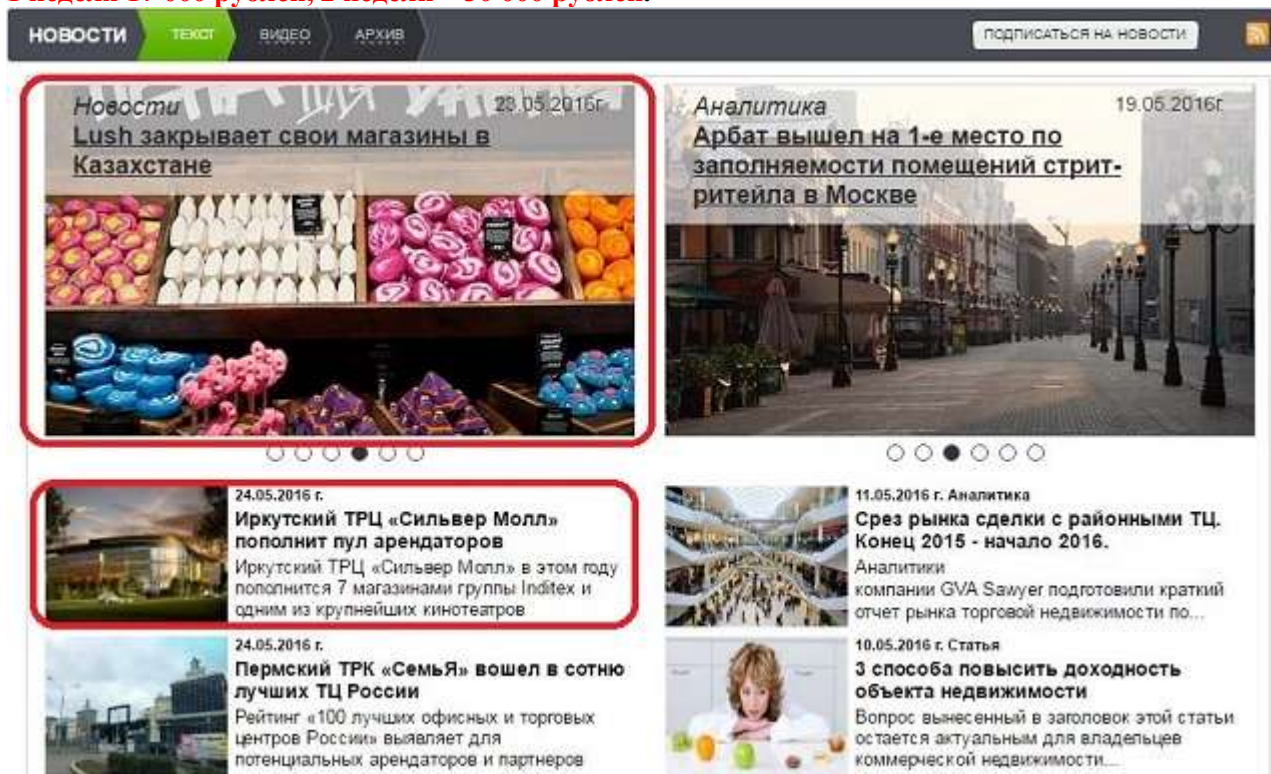 НОВОСТИ ТЕКСТ ВИДЕО АРХИВ ПОДПИСАТЬСЯ НА НОВОСТИ
Новости 23.05.2016г.
Lush закрывает свои магазины в
Казахстане
Аналитика 19.05.2016г.
Арбат вышел на 1-е место по
заполняемости помещений стрит-
ритейла в Москве
24.05.2016 г.
Иркутский ТРЦ «Сильвер Молл»
пополнит пул арендаторов
Иркутский ТРЦ «Сильвер Молл» в этом году
пополнится 7 магазинами группы Inditex и
одним из крупнейших кинотеатров
11.05.2016 г. Аналитика
Срез рынка сделки с районными ТЦ.
Конец 2015 - начало 2016.
Аналитики
компании GVA Sawyer подготовили краткий
отчет рынка торговой недвижимости по...
24.05.2016 г.
Пермский ТРК «СемьЯ» вошел в сотню
лучших ТЦ России
Рейтинг «100 лучших офисных и торговых
центров России» выявляет для
потенциальных арендаторов и партнеров
10.05.2016 г. Статья
3 способа повысить доходность
объекта недвижимости
Вопрос вынесенный в заголовок этой статьи
остается актуальным для владельцев
коммерческой недвижимости...